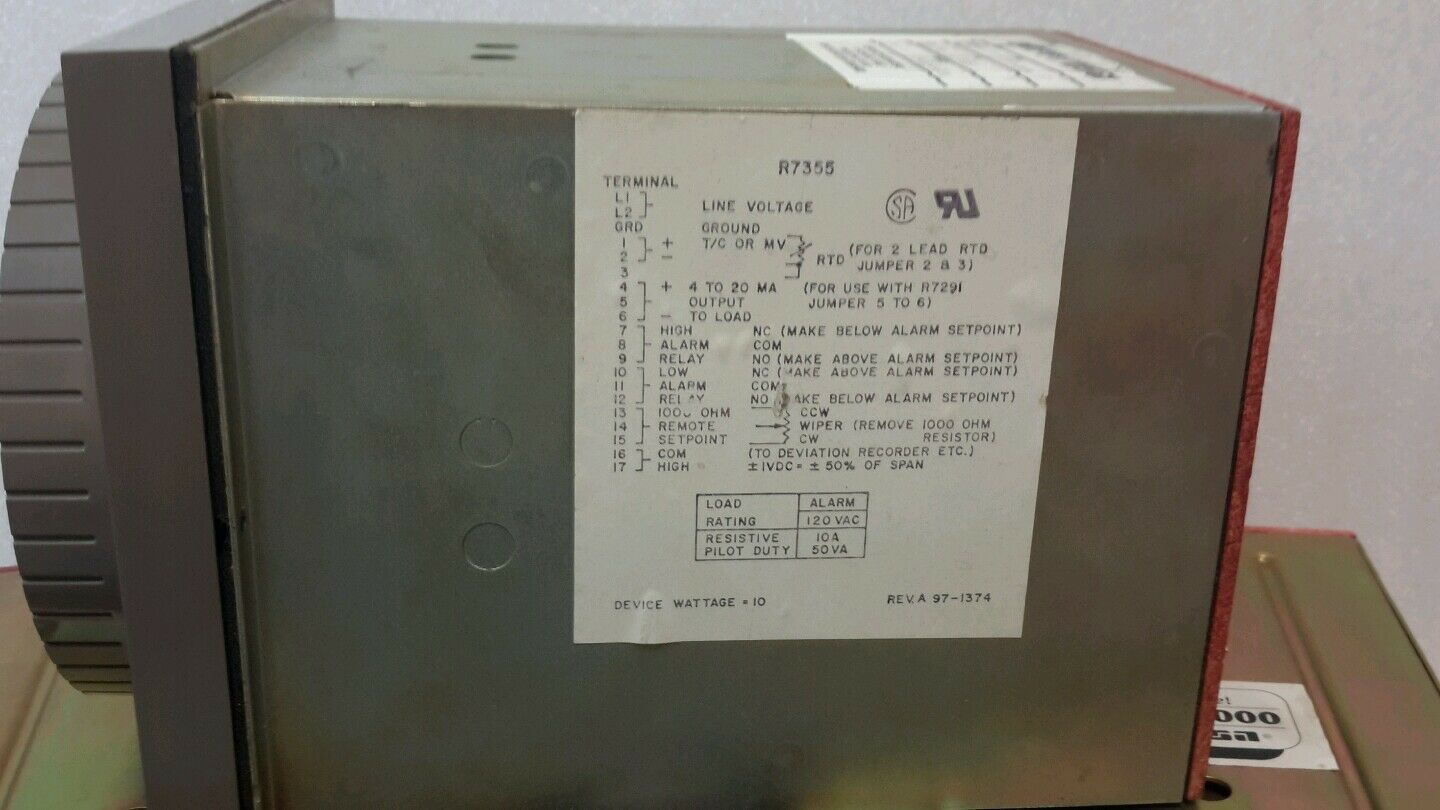 R7355
TERMINAL
L1
L2 LINE VOLTAGE
GRD GROUND
1 + T/C OR MV
2 - RTD (FOR 2 LEAD RTD
3 JUMPER 2 & 3)
4 + 4 TO 20 MA (FOR USE WITH R7291
5 OUTPUT JUMPER 5 TO 6)
6 - TO LOAD
7 HIGH NC (MAKE BELOW ALARM SETPOINT)
8 ALARM COM
9 RELAY NO (MAKE ABOVE ALARM SETPOINT)
10 LOW NC (MAKE ABOVE ALARM SETPOINT)
11 ALARM COM
12 RELAY NO (MAKE BELOW ALARM SETPOINT)
13 1000 OHM CCW
14 REMOTE WIPER (REMOVE 1000 OHM
15 SETPOINT CW RESISTOR)
16 COM (TO DEVIATION RECORDER ETC.)
17 HIGH ±1VDC= ± 50% OF SPAN
LOAD ALARM
RATING 120 VAC
RESISTIVE 10A
PILOT DUTY 50VA
DEVICE WATTAGE = 10 REV. A 97-1374
SA
RU
000